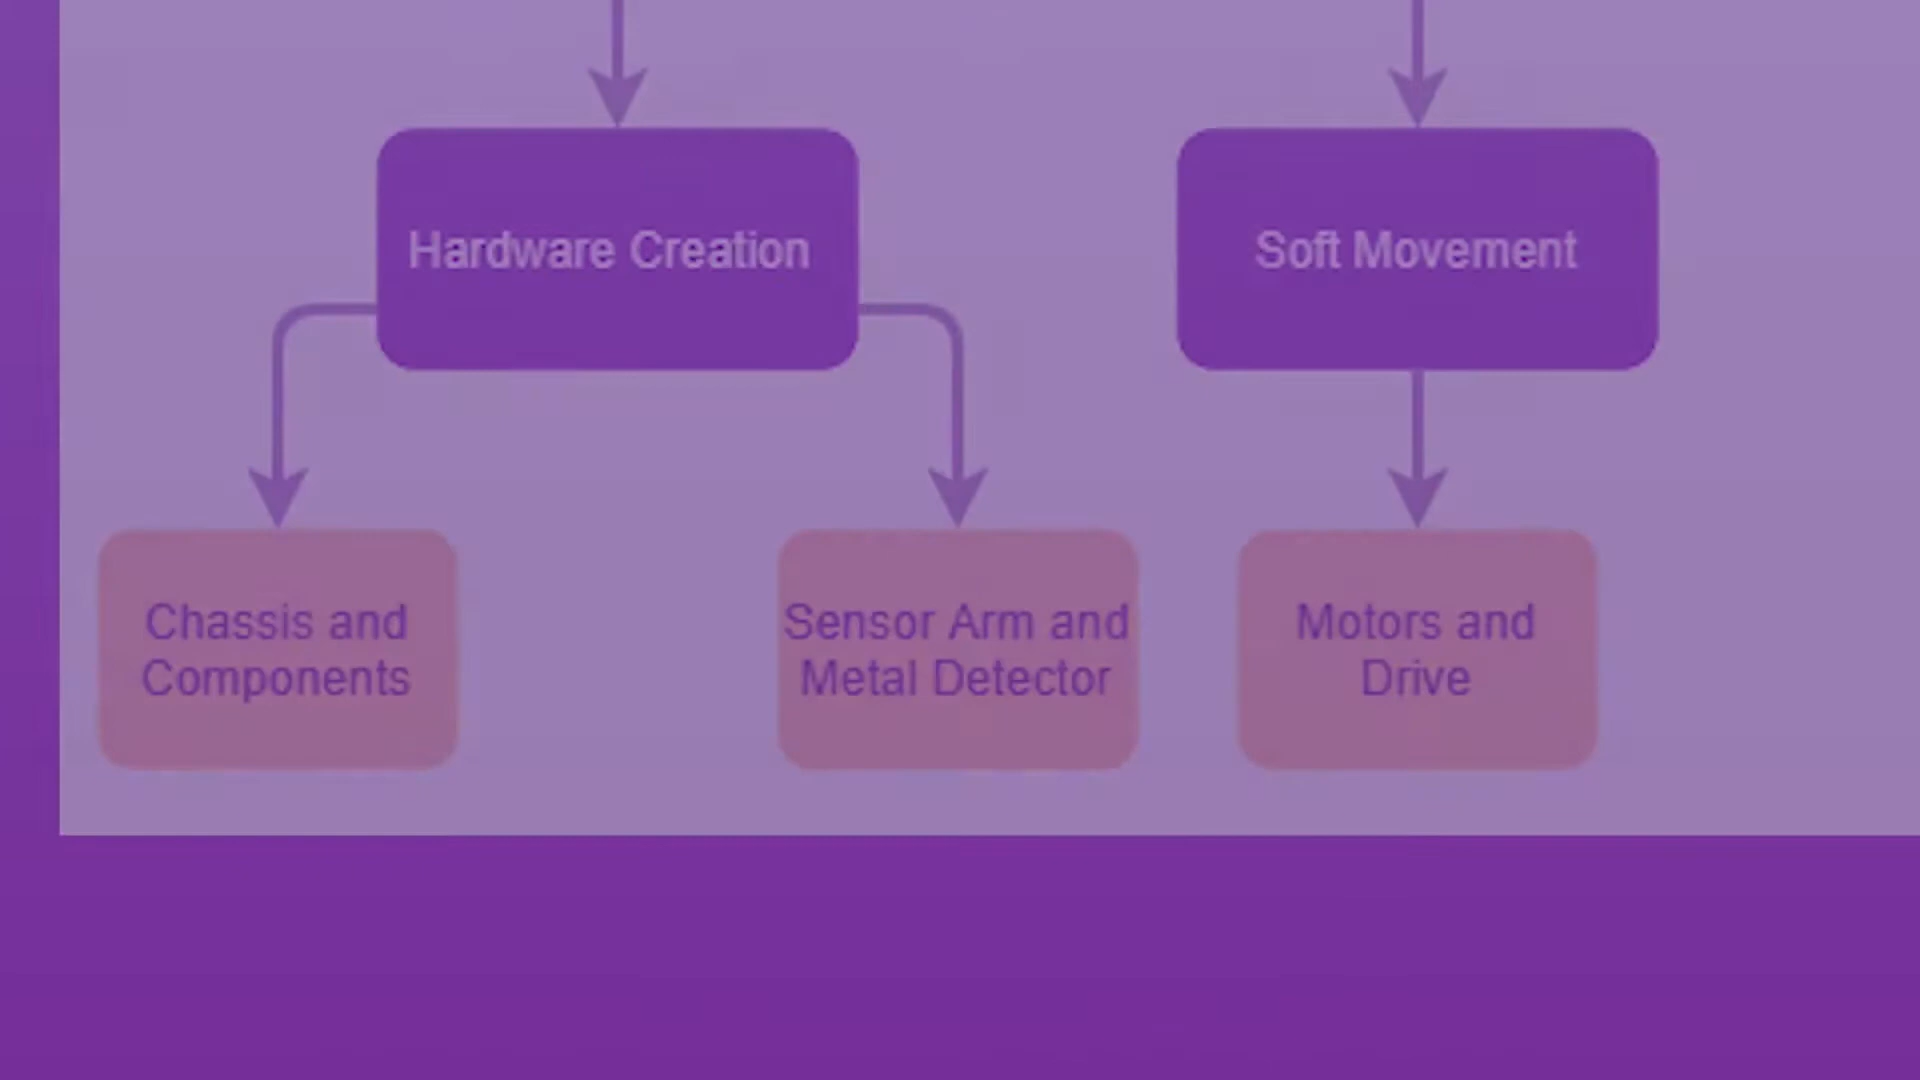 Hardware Creation
Soft Movement
Chassis and
Components
Sensor Arm and
Metal Detector
Motors and
Drive